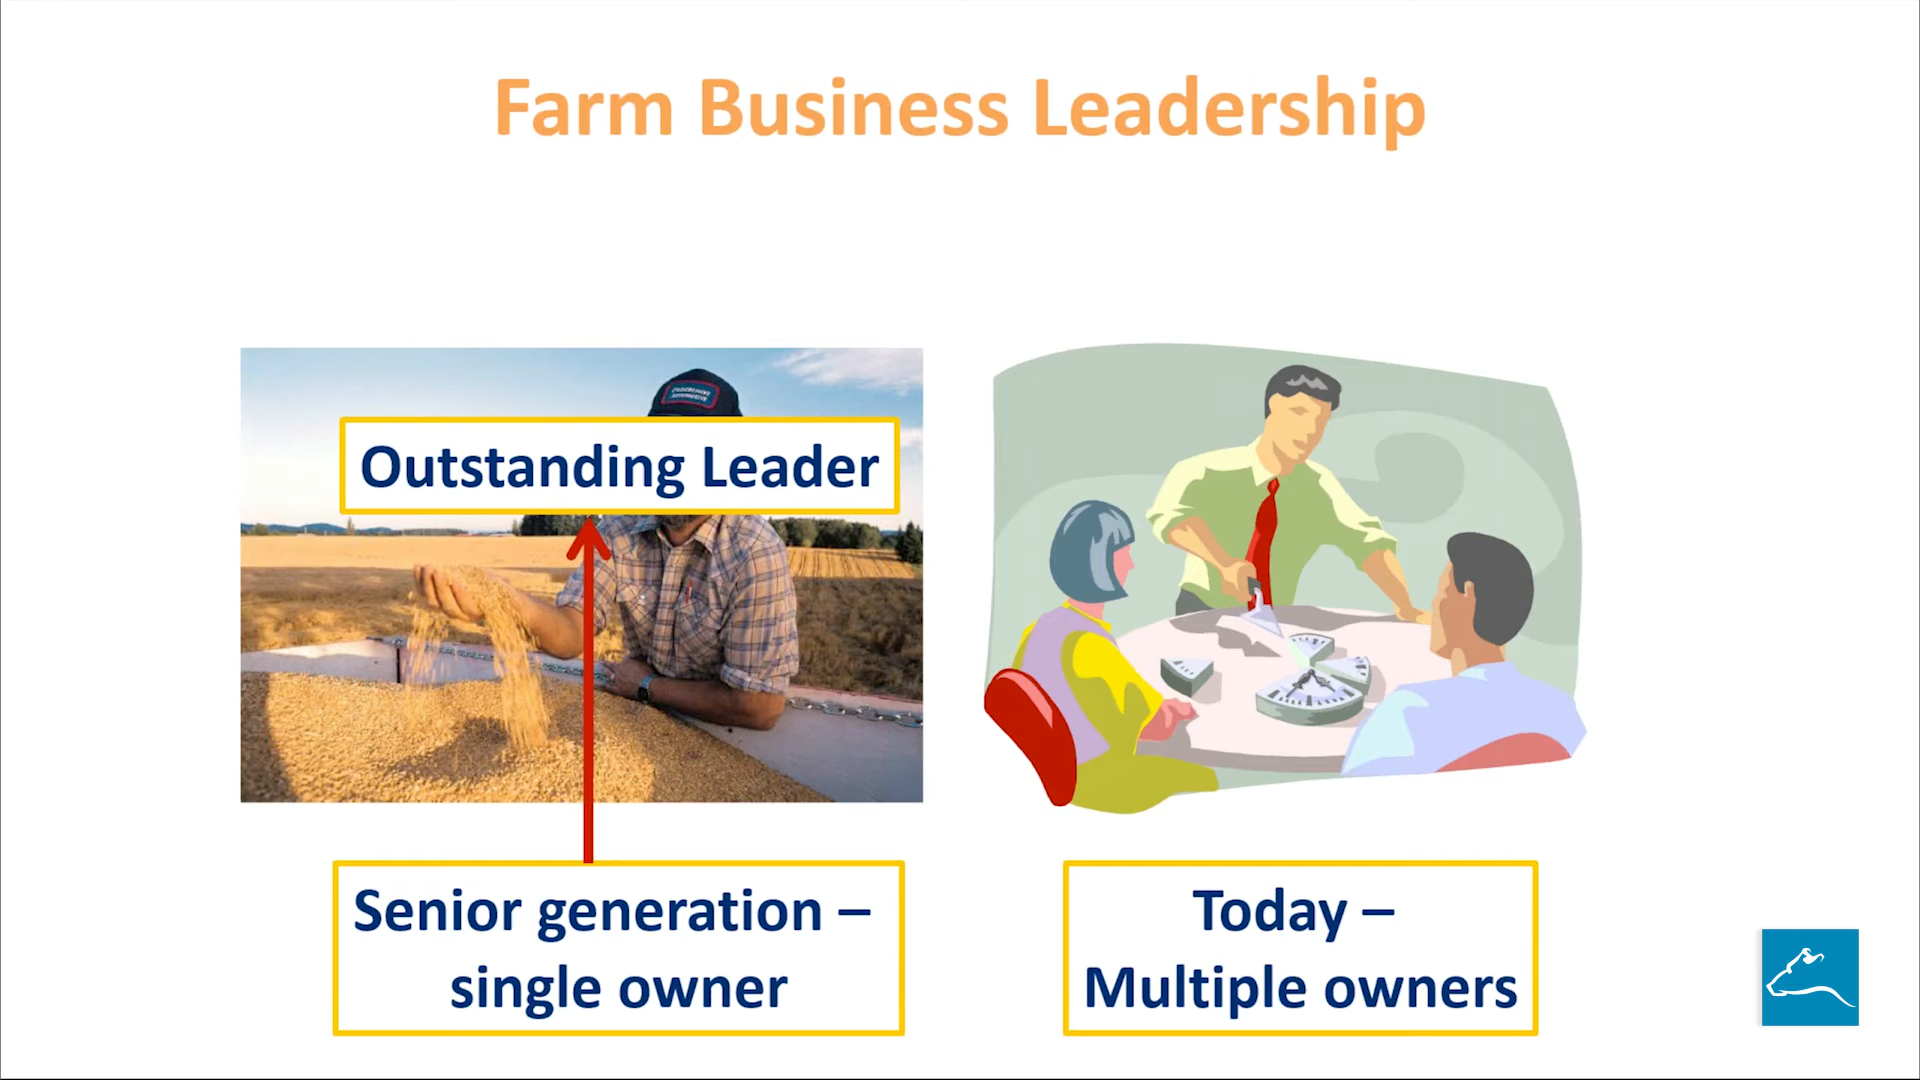 Farm Business Leadership
Outstanding Leader
Senior generation –
single owner
Today –
Multiple owners